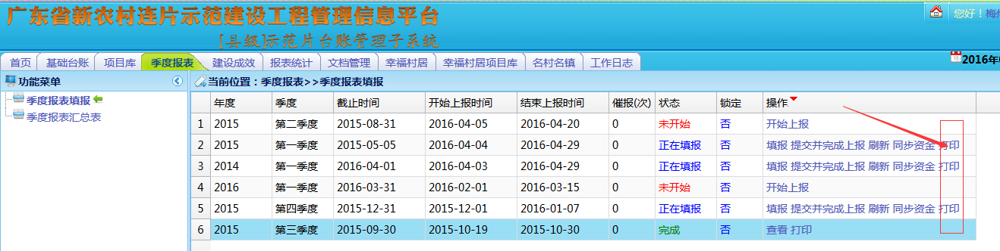 广东省新农村连片示范建设工程管理信息平台
[县级]示范片台账管理子系统
您好！梅州
首页 基础台账 项目库 季度报表 建设成效 报表统计 文档管理 幸福村居 幸福村居项目库 名村名镇 工作日志
2016年
功能菜单
季度报表填报
季度报表汇总表
当前位置：季度报表>>季度报表填报
年度 季度 截止时间 开始上报时间 结束上报时间 催报(次) 状态 锁定 操作
1 2015 第二季度 2015-08-31 2016-04-05 2016-04-20 0 未开始 否 开始上报
2 2015 第一季度 2015-05-05 2016-04-04 2016-04-29 0 正在填报 否 填报 提交并完成上报 刷新 同步资金 打印
3 2014 第一季度 2016-04-01 2016-04-03 2016-04-29 0 正在填报 否 填报 提交并完成上报 刷新 同步资金 打印
4 2016 第一季度 2016-03-31 2016-02-01 2016-03-15 0 未开始 否 开始上报
5 2015 第四季度 2015-12-31 2015-12-01 2016-01-07 0 正在填报 否 填报 提交并完成上报 刷新 同步资金 打印
6 2015 第三季度 2015-09-30 2015-10-19 2015-10-30 0 完成 否 查看 打印